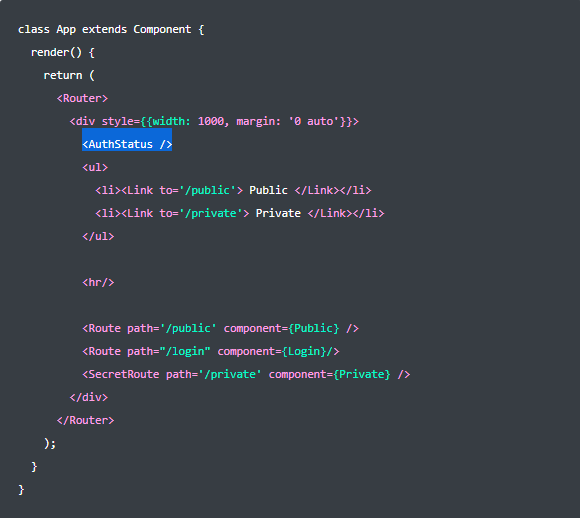 class App extends Component {
render() {
return (
<Router>
<div style={{width: 1000, margin: '0 auto'}}>
<AuthStatus />
<ul>
<li><Link to='/public'> Public </Link></li>
<li><Link to='/private'> Private </Link></li>
</ul>
<hr/>
<Route path='/public' component={Public} />
<Route path="/login" component={Login}/>
<SecretRoute path='/private' component={Private} />
</div>
</Router>
);
}
}